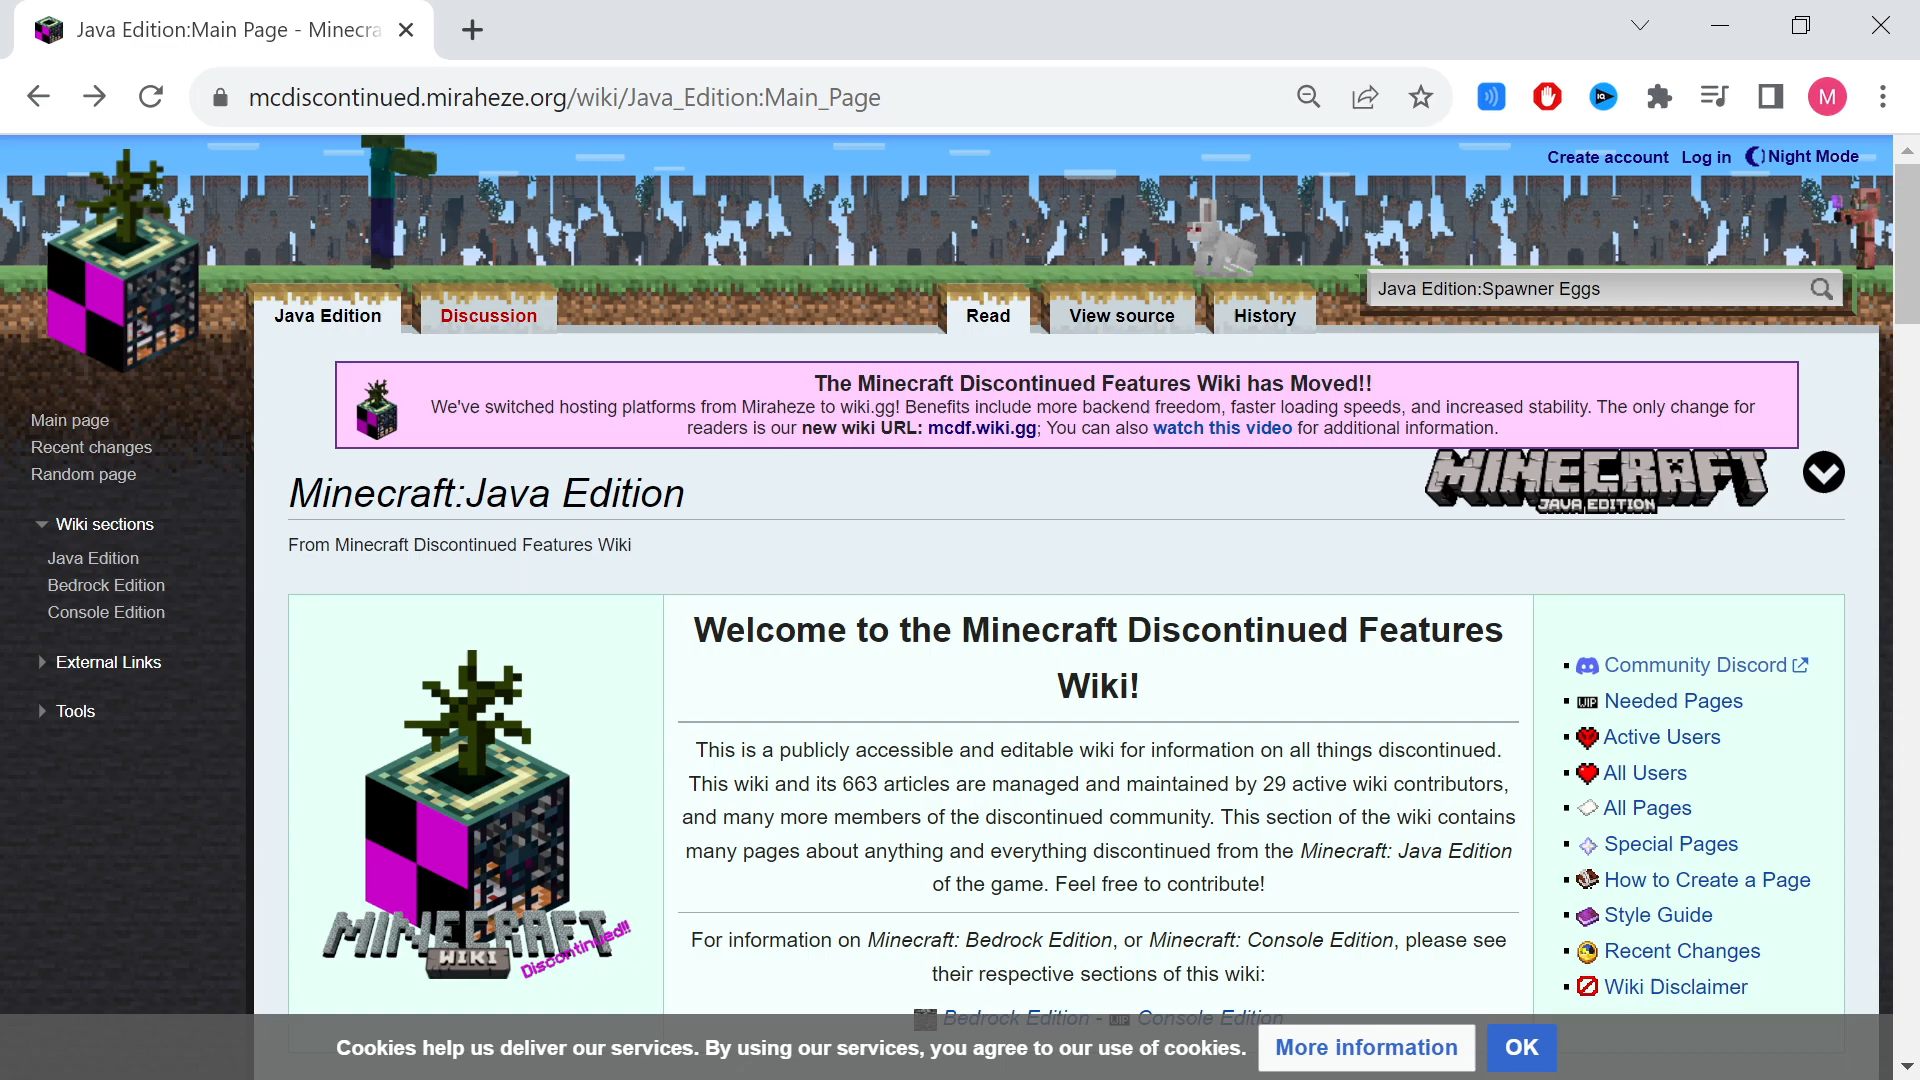 Java Edition:Main Page - Minecra
mcdiscontinued.miraheze.org/wiki/Java_Edition:Main_Page
M
Create account Log in Night Mode
Java Edition:Spawner Eggs
Java Edition Discussion Read View source History
The Minecraft Discontinued Features Wiki has Moved!!
We've switched hosting platforms from Miraheze to wiki.gg! Benefits include more backend freedom, faster loading speeds, and increased stability. The only change for
readers is our new wiki URL: mcdf.wiki.gg; You can also watch this video for additional information.
Main page
Recent changes
Random page
Wiki sections
Java Edition
Bedrock Edition
Console Edition
External Links
Tools
Minecraft:Java Edition
MINECRAFT
JAVA EDITION
From Minecraft Discontinued Features Wiki
MINECRAFT
WIKI
Discontinued!!
Welcome to the Minecraft Discontinued Features
Wiki!
This is a publicly accessible and editable wiki for information on all things discontinued.
This wiki and its 663 articles are managed and maintained by 29 active wiki contributors,
and many more members of the discontinued community. This section of the wiki contains
many pages about anything and everything discontinued from the Minecraft: Java Edition
of the game. Feel free to contribute!
For information on Minecraft: Bedrock Edition, or Minecraft: Console Edition, please see
their respective sections of this wiki:
Bedrock Edition - WIP Console Edition
Community Discord
WIP Needed Pages
Active Users
All Users
All Pages
Special Pages
How to Create a Page
Style Guide
Recent Changes
Wiki Disclaimer
Cookies help us deliver our services. By using our services, you agree to our use of cookies. More information OK